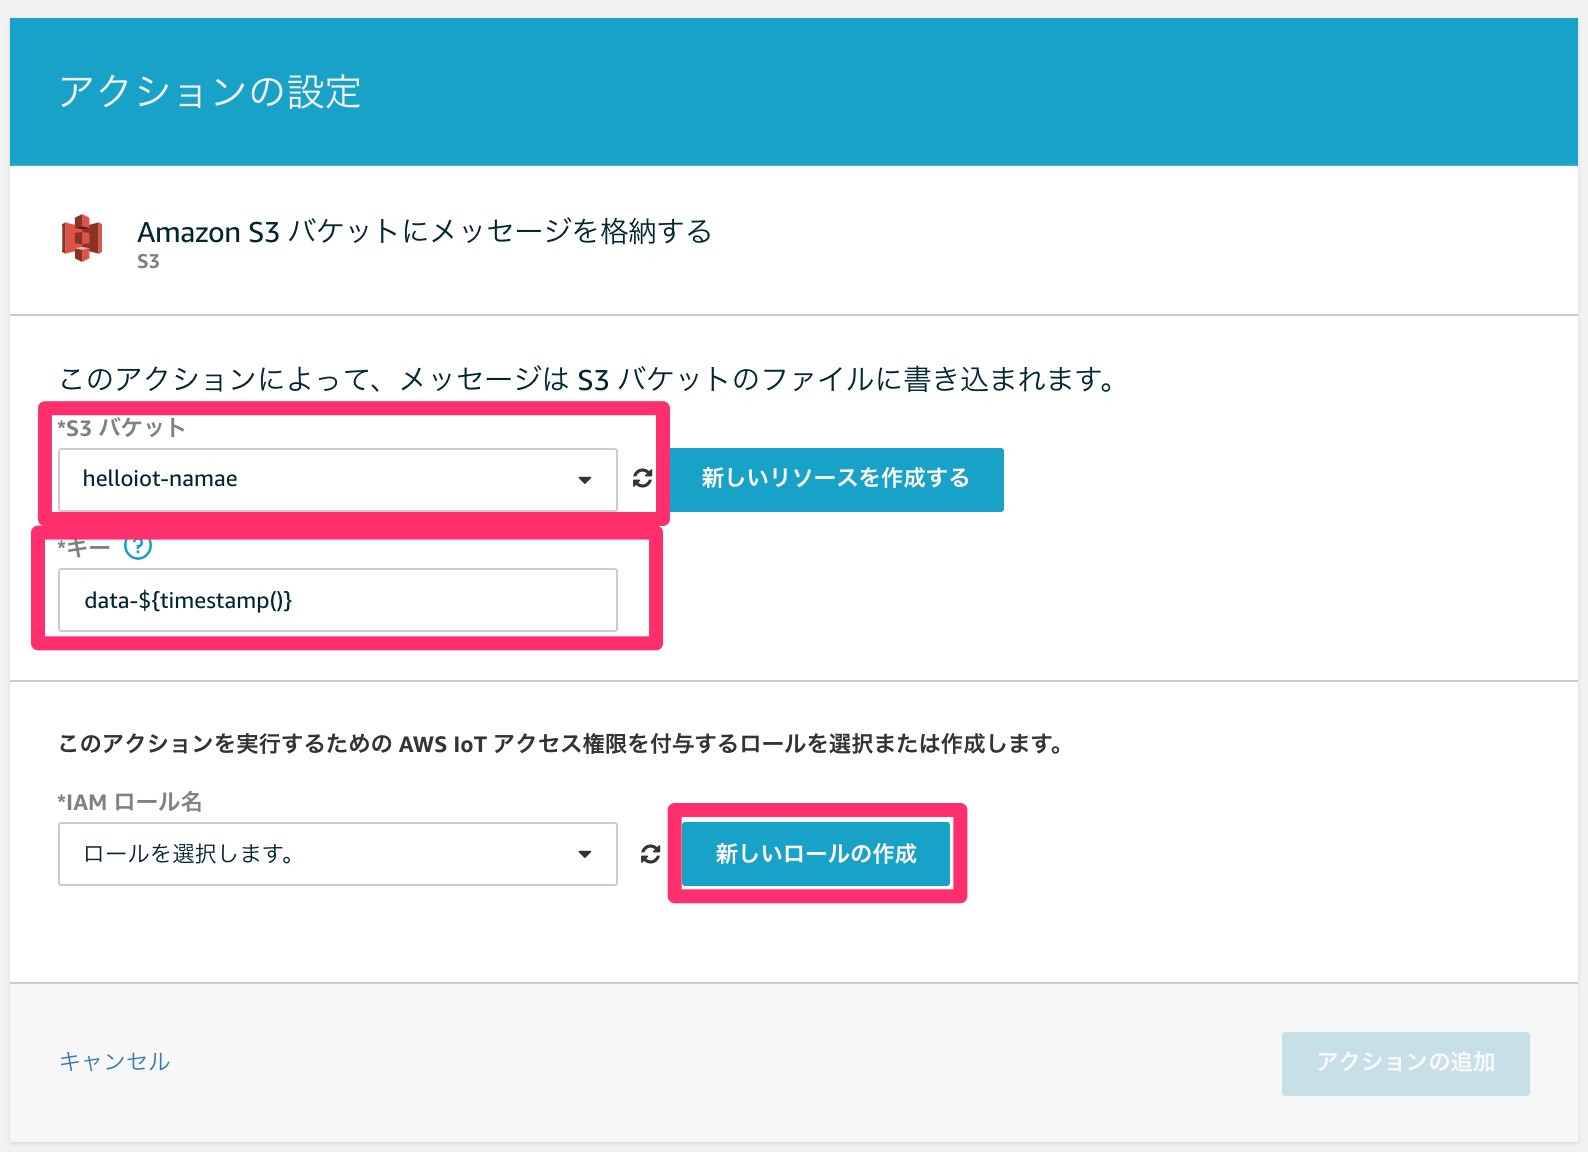 アクションの設定
Amazon S3 バケットにメッセージを格納する
S3
このアクションによって、メッセージは S3 バケットのファイルに書き込まれます。
*S3 バケット
helloiot-namae
新しいリソースを作成する
*キー ?
data-${timestamp()}
このアクションを実行するための AWS IoT アクセス権限を付与するロールを選択または作成します。
*IAM ロール名
ロールを選択します。
新しいロールの作成
キャンセル
アクションの追加